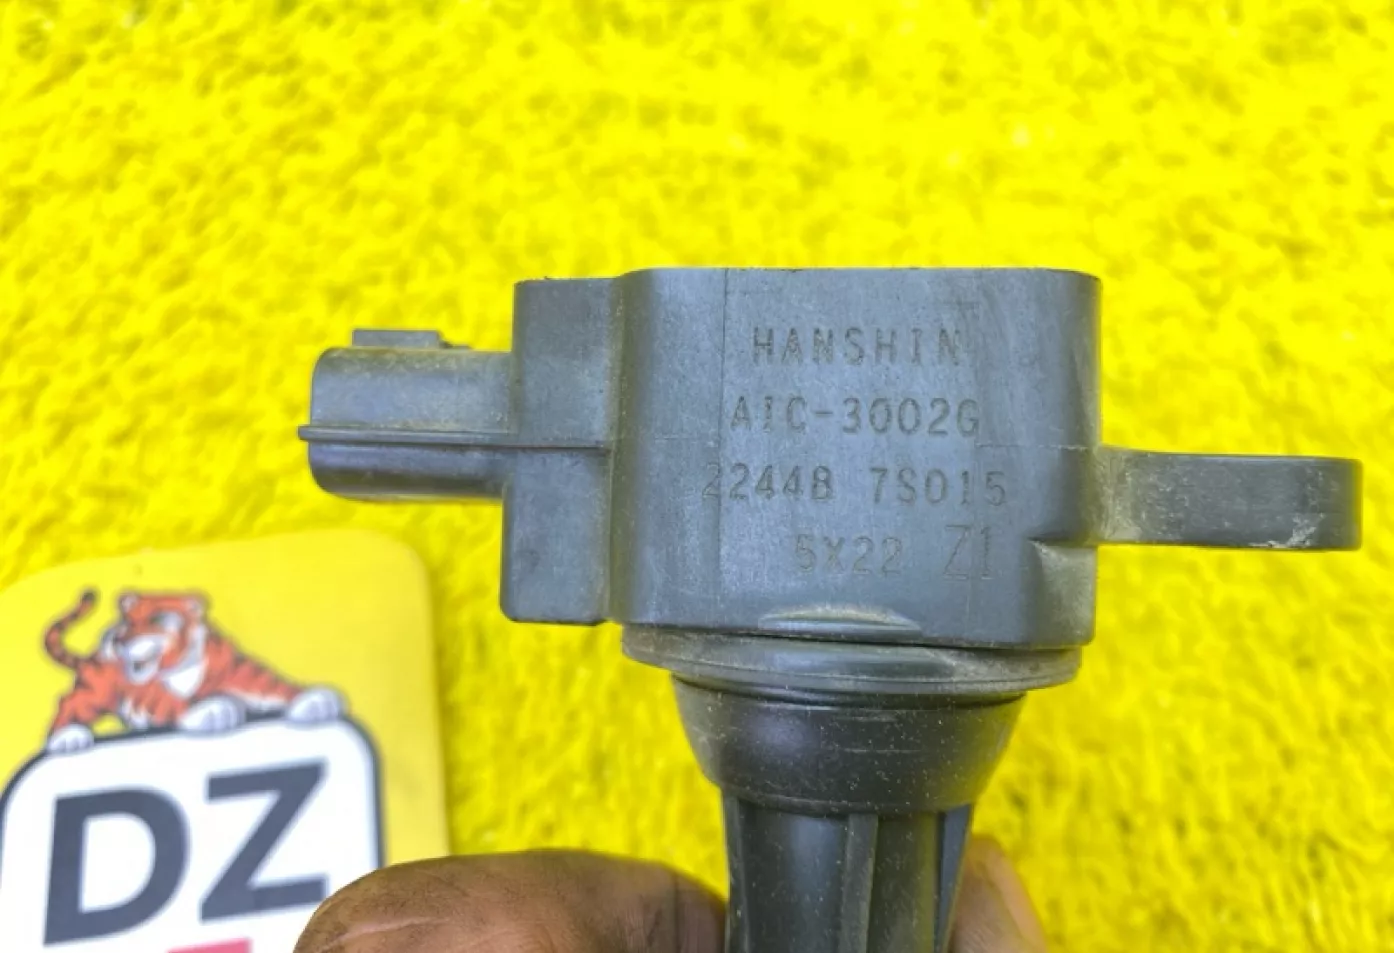 HANSHIN
AIC-3002G
22448 7S015
5X22 Z1
DZ